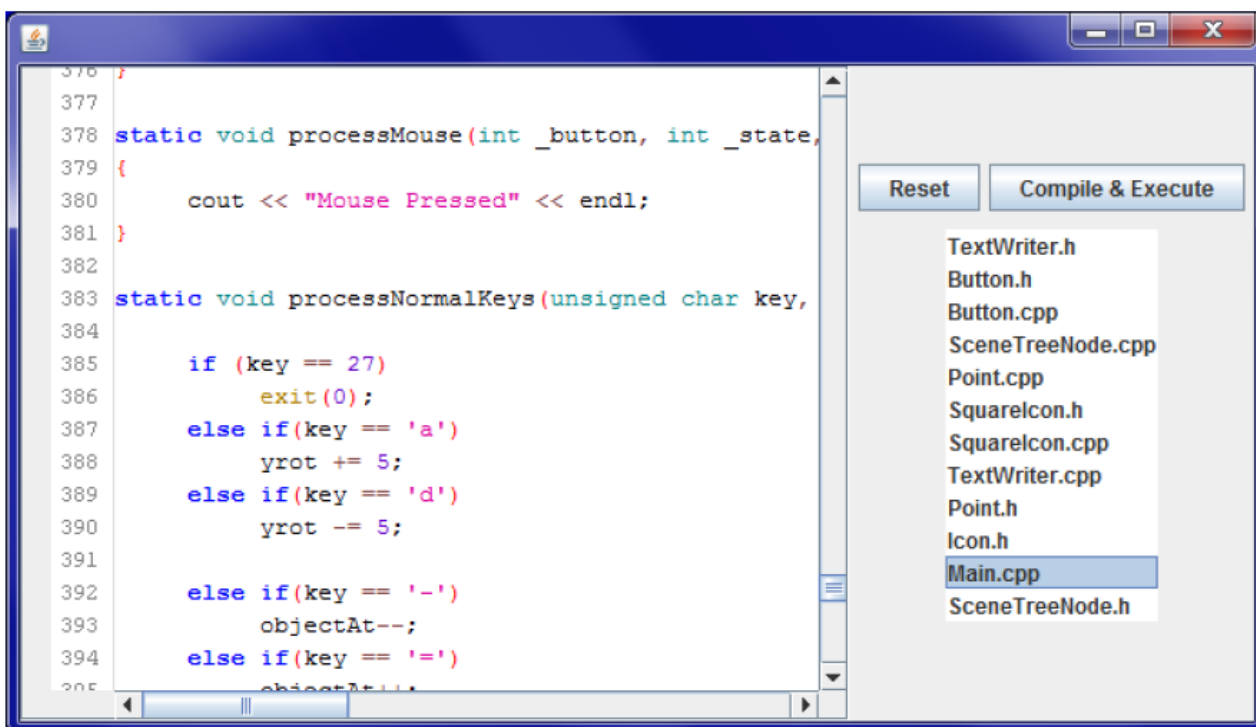 376 }
377
378 static void processMouse(int _button, int _state,
379 {
380 cout << "Mouse Pressed" << endl;
381 }
382
383 static void processNormalKeys(unsigned char key,
384
385 if (key == 27)
386 exit(0);
387 else if(key == 'a')
388 yrot += 5;
389 else if(key == 'd')
390 yrot -= 5;
391
392 else if(key == '-')
393 objectAt--;
394 else if(key == '=')
395 objectAt++;
Reset
Compile & Execute
TextWriter.h
Button.h
Button.cpp
SceneTreeNode.cpp
Point.cpp
SquareIcon.h
SquareIcon.cpp
TextWriter.cpp
Point.h
Icon.h
Main.cpp
SceneTreeNode.h